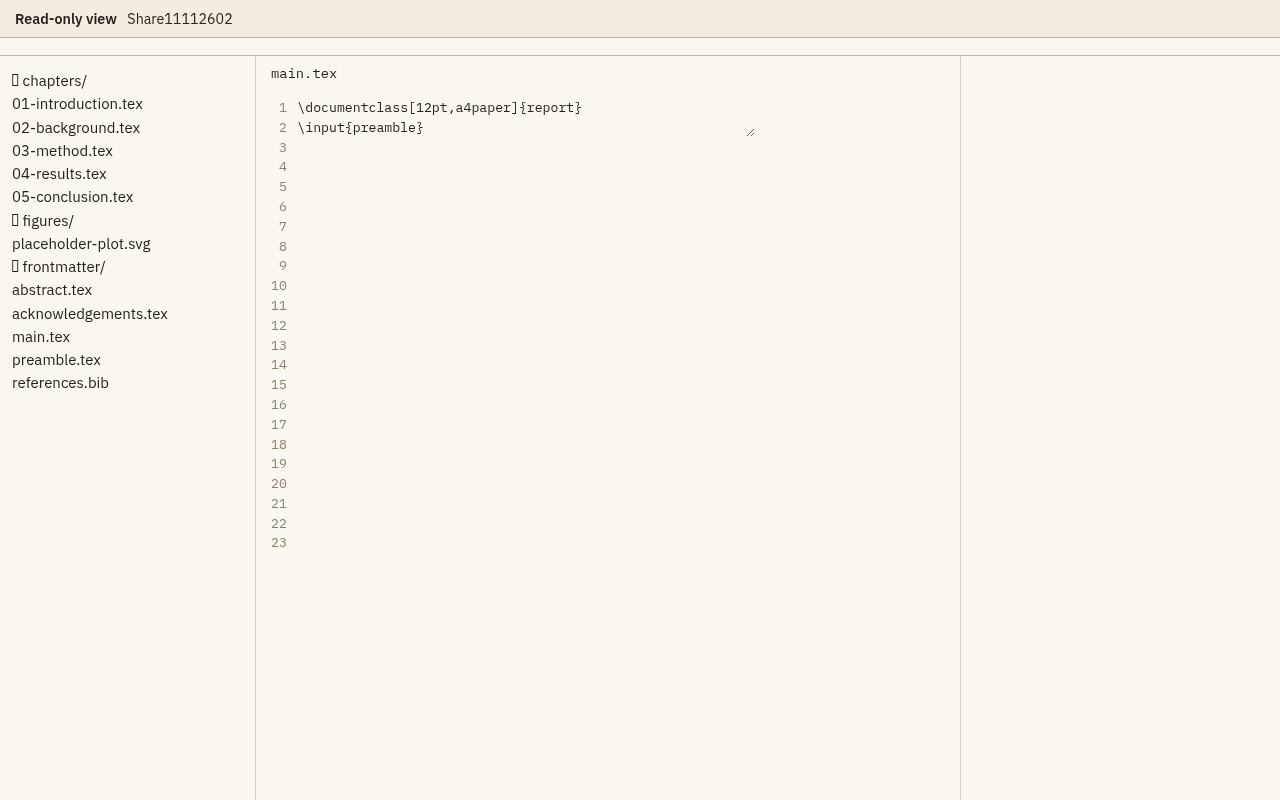 Read-only view Share11112602
chapters/
01-introduction.tex
02-background.tex
03-method.tex
04-results.tex
05-conclusion.tex
figures/
placeholder-plot.svg
frontmatter/
abstract.tex
acknowledgements.tex
main.tex
preamble.tex
references.bib
main.tex
1 \documentclass[12pt,a4paper]{report}
2 \input{preamble}
3
4
5
6
7
8
9
10
11
12
13
14
15
16
17
18
19
20
21
22
23